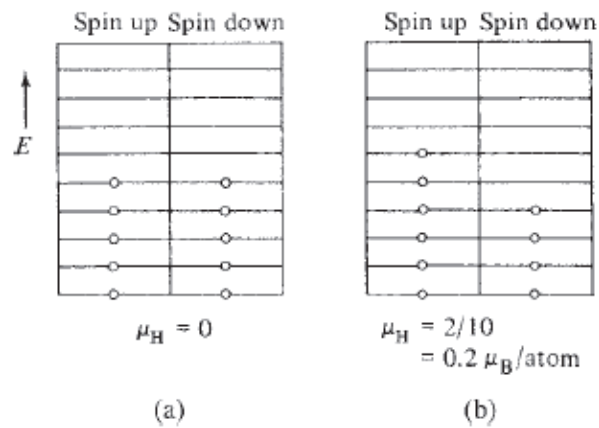 Spin up Spin down
Spin up Spin down
E
μH = 0
μH = 2/10
= 0.2 μB/atom
(a)
(b)